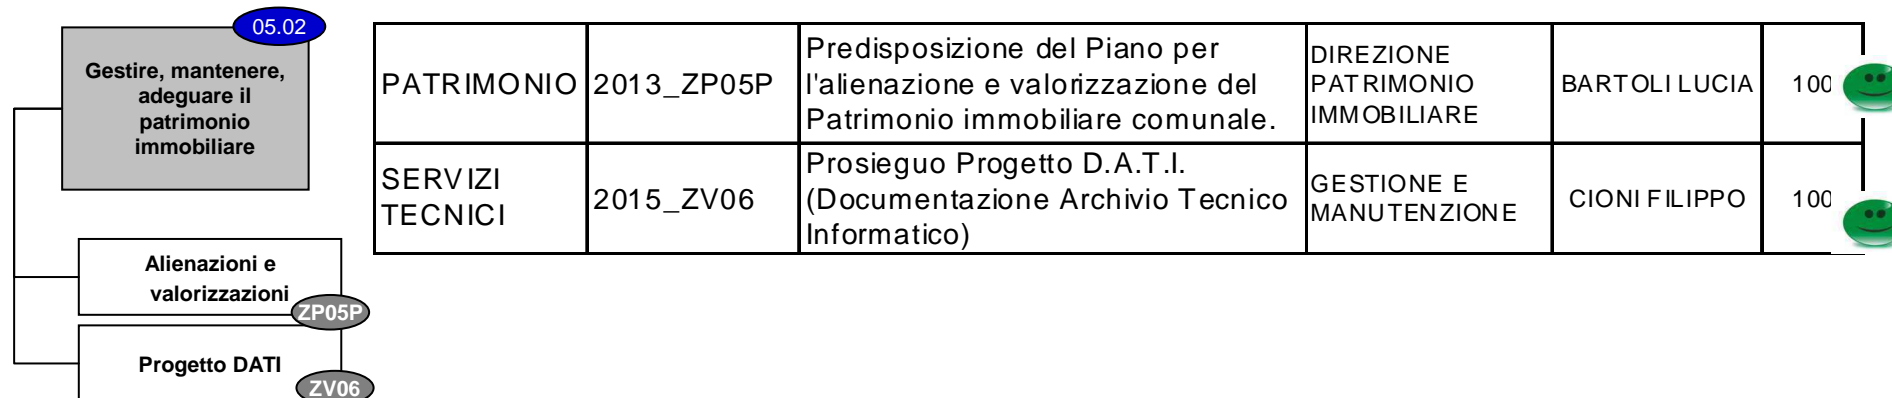 05.02
Gestire, mantenere,
adeguare il
patrimonio
immobiliare
Alienazioni e
valorizzazioni
ZP05P
Progetto DATI
ZV06
PATRIMONIO
2013_ZP05P
Predisposizione del Piano per
l'alienazione e valorizzazione del
Patrimonio immobiliare comunale.
DIREZIONE
PATRIMONIO
IMMOBILIARE
BARTOLI LUCIA
100
SERVIZI
TECNICI
2015_ZV06
Prosieguo Progetto D.A.T.I.
(Documentazione Archivio Tecnico
Informatico)
GESTIONE E
MANUTENZIONE
CIONI FILIPPO
100